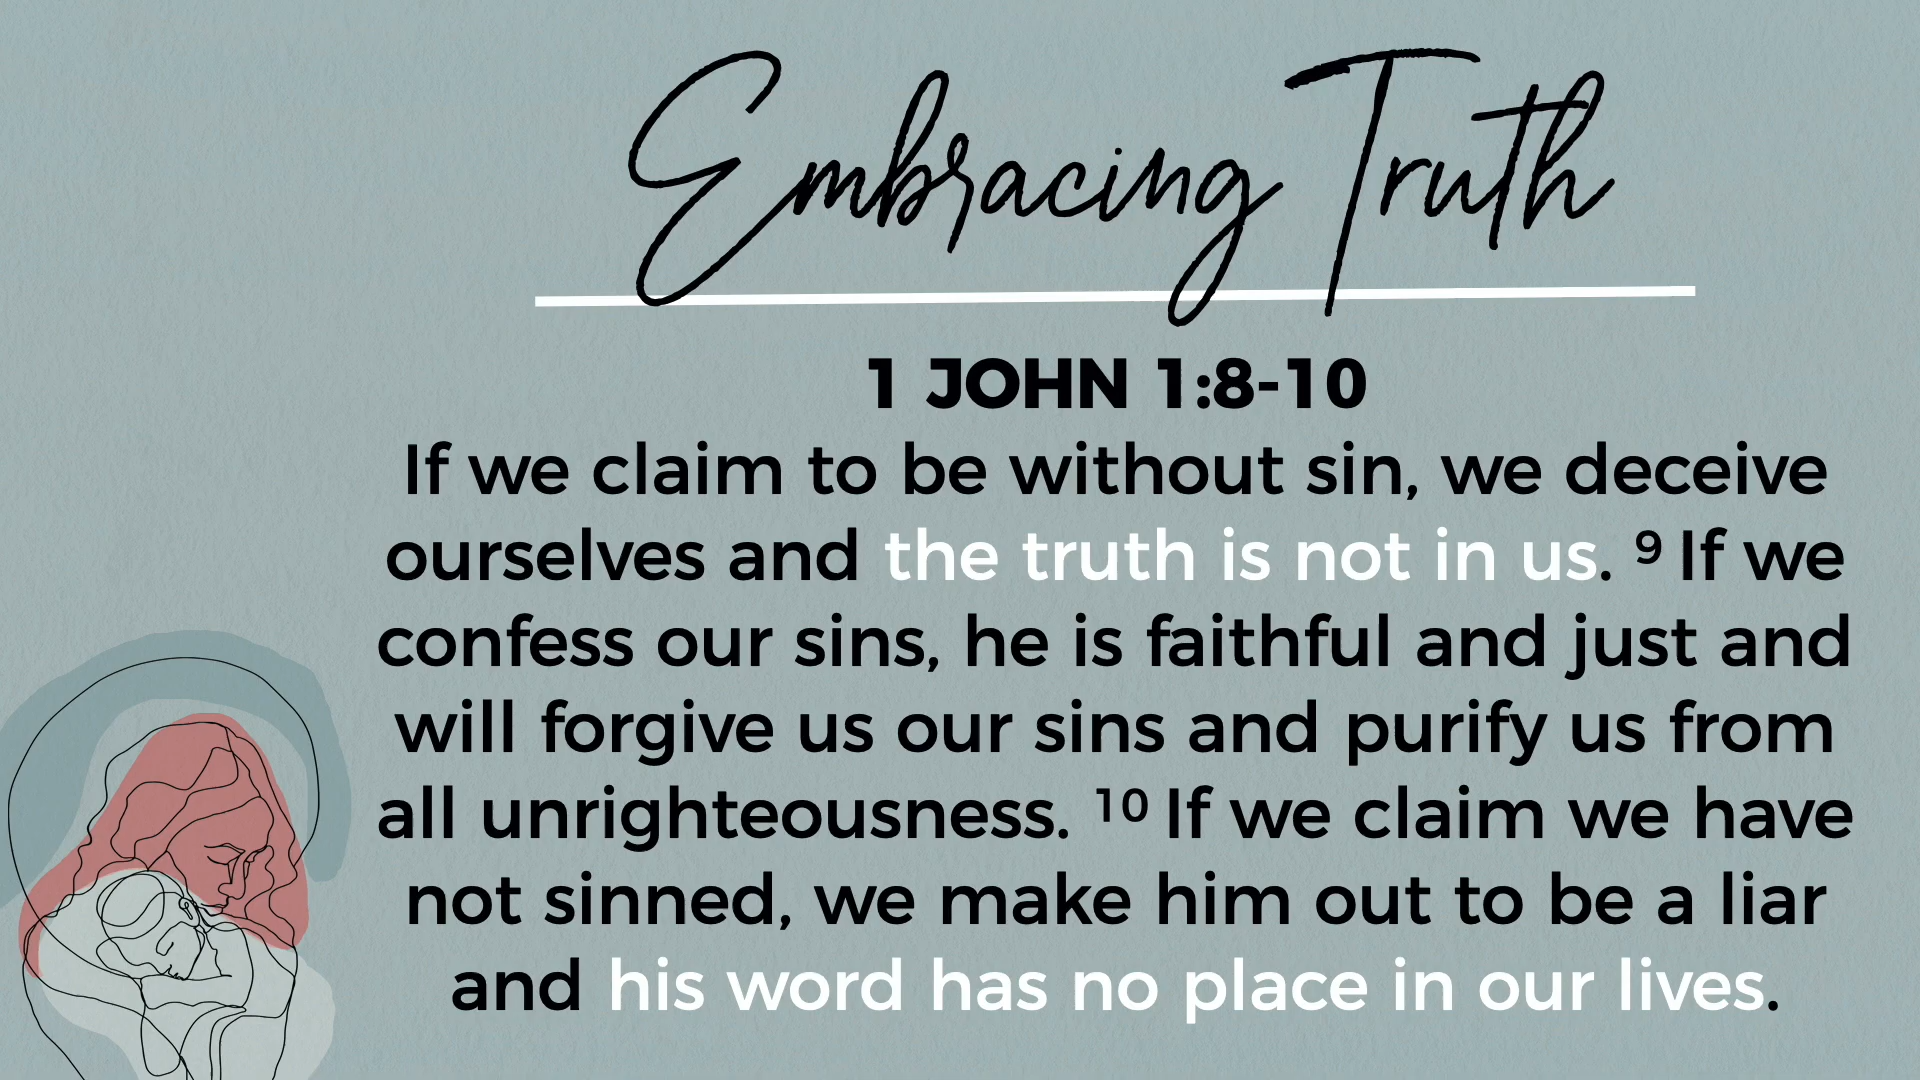 Embracing Truth
1 JOHN 1:8-10
If we claim to be without sin, we deceive
ourselves and the truth is not in us. ⁹ If we
confess our sins, he is faithful and just and
will forgive us our sins and purify us from
all unrighteousness. ¹⁰ If we claim we have
not sinned, we make him out to be a liar
and his word has no place in our lives.